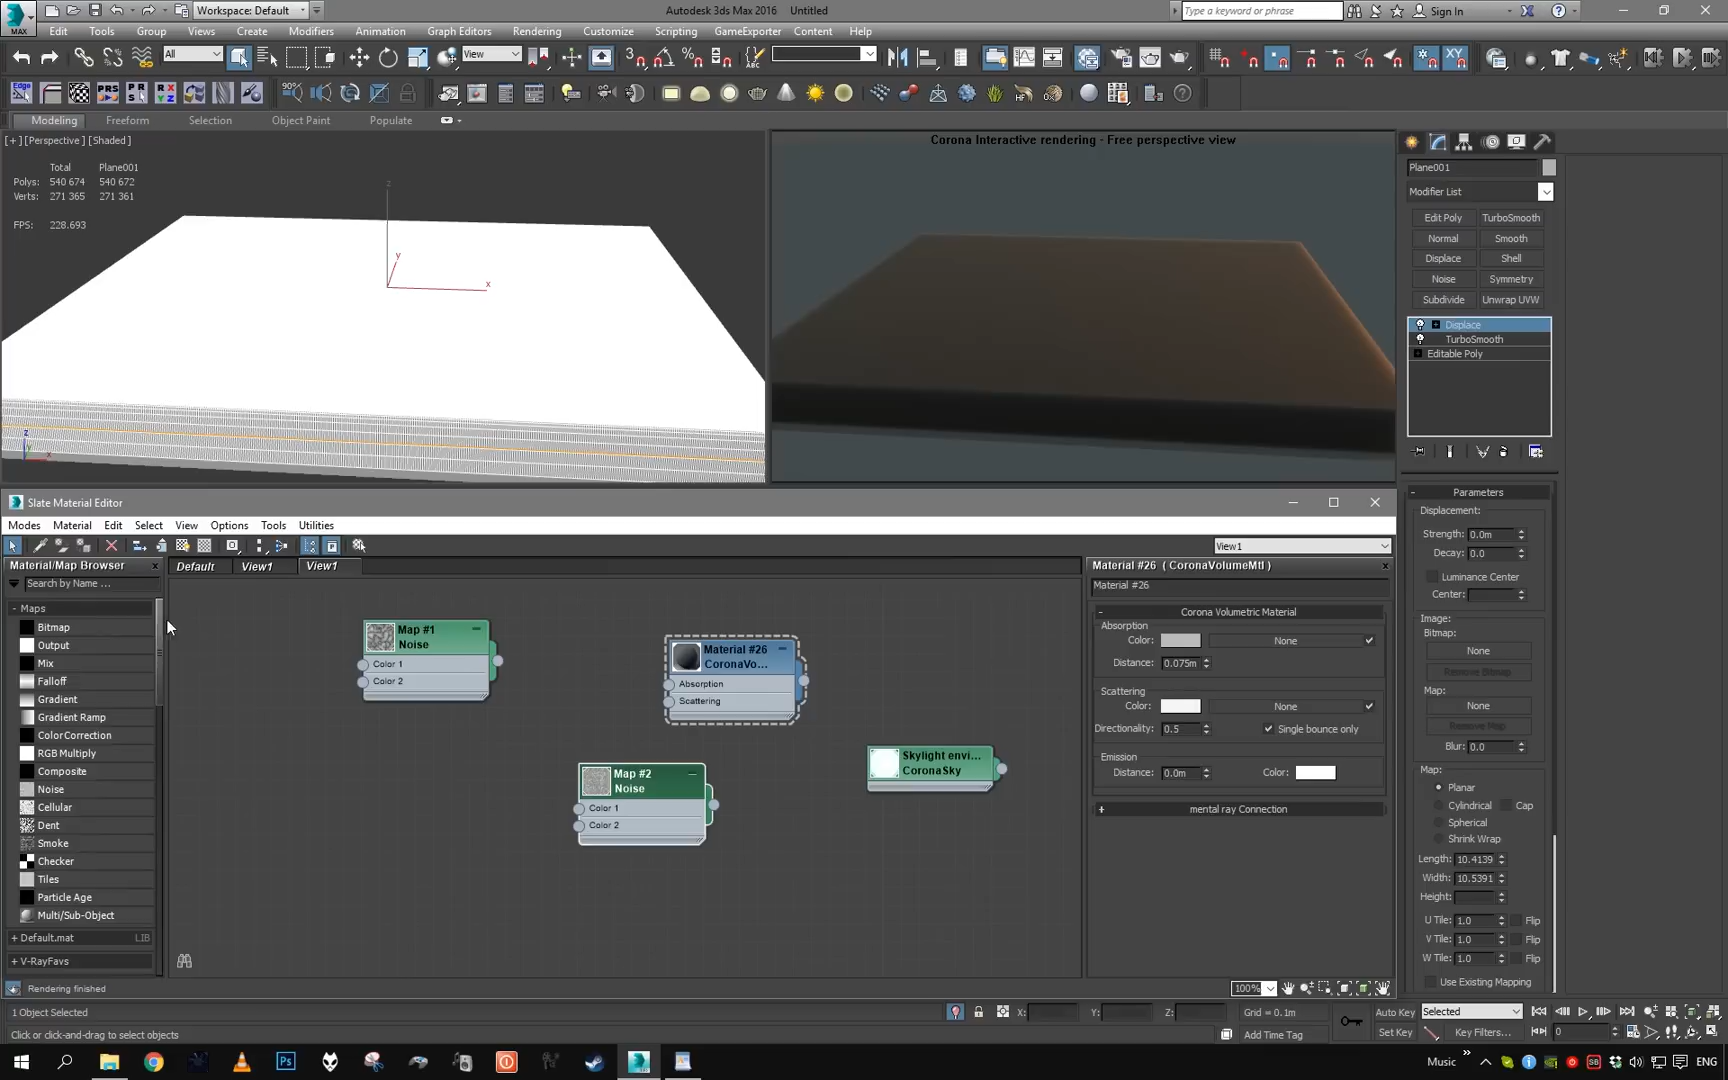 Workspace: Default
Autodesk 3ds Max 2016    Untitled
Type a keyword or phrase
Sign In
MAX
Edit Tools Group Views Create Modifiers Animation Graph Editors Rendering Customize Scripting GameExporter Content Help
All
View
Modeling Freeform Selection Object Paint Populate
[+] [Perspective] [Shaded]
Total Plane001
Polys: 540 674 540 672
Verts: 271 365 271 361
FPS: 228.693
z
y
x
Corona Interactive rendering - Free perspective view
Plane001
Modifier List
Edit Poly TurboSmooth
Normal Smooth
Displace Shell
Noise Symmetry
Subdivide Unwrap UVW
Displace
TurboSmooth
Editable Poly
Parameters
Displacement:
Strength: 0.0m
Decay: 0.0
Luminance Center
Center:
Image:
Bitmap:
None
Remove Bitmap
Map:
None
Remove Map
Blur: 0.0
Map:
Planar
Cylindrical Cap
Spherical
Shrink Wrap
Length: 10.4139
Width: 10.5391
Height:
U Tile: 1.0 Flip
V Tile: 1.0 Flip
W Tile: 1.0 Flip
Use Existing Mapping
Slate Material Editor
Modes Material Edit Select View Options Tools Utilities
View1
Material/Map Browser
Search by Name ...
- Maps
Bitmap
Output
Mix
Falloff
Gradient
Gradient Ramp
ColorCorrection
RGB Multiply
Composite
Noise
Cellular
Dent
Smoke
Checker
Tiles
Particle Age
Multi/Sub-Object
+ Default.mat LIB
+ V-RayFavs
Default View1 View1
Map #1
Noise
Color 1
Color 2
Material #26
CoronaVo...
Absorption
Scattering
Map #2
Noise
Color 1
Color 2
Skylight envi...
CoronaSky
Material #26 ( CoronaVolumeMtl )
Material #26
Corona Volumetric Material
Absorption
Color: None
Distance: 0.075m
Scattering
Color: None
Directionality: 0.5 Single bounce only
Emission
Distance: 0.0m Color:
mental ray Connection
Rendering finished
100%
1 Object Selected
Click or click-and-drag to select objects
X: Y: Z: Grid = 0.1m
Add Time Tag
Auto Key Selected
Set Key Key Filters...
0
Music
ENG